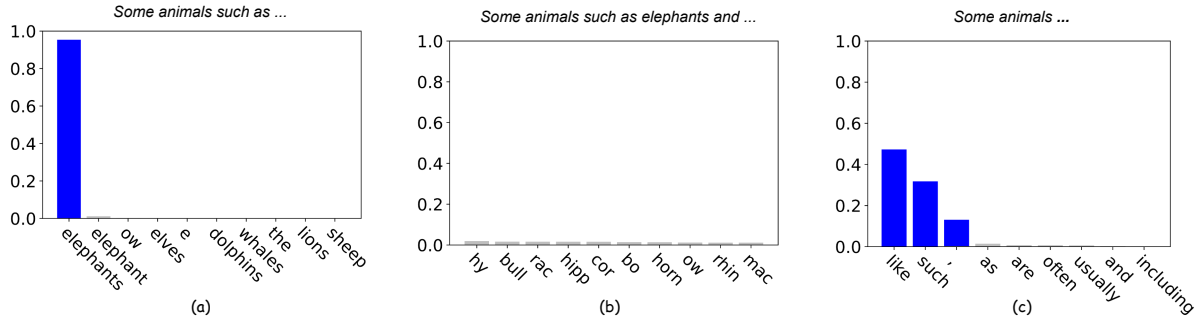 Some animals such as ...
1.0
0.8
0.6
0.4
0.2
0.0
elephants
elephant
ow
elves
e
dolphins
whales
the
lions
sheep
(a)
Some animals such as elephants and ...
1.0
0.8
0.6
0.4
0.2
0.0
hy
bull
rac
hipp
cor
bo
horn
ow
rhin
mac
(b)
Some animals ...
1.0
0.8
0.6
0.4
0.2
0.0
like
such
,
as
are
often
usually
and
including
(c)